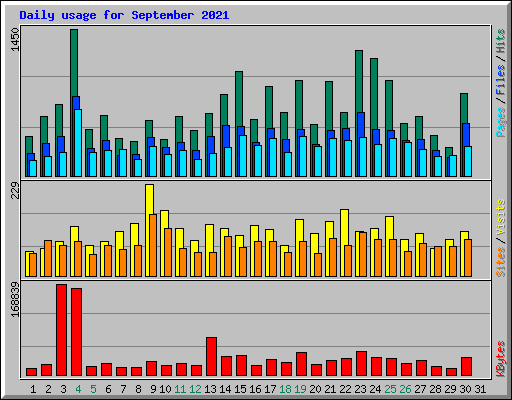 Daily usage for September 2021
1450
Pages / Files / Hits
229
Sites / Visits
168839
KBytes
1 2 3 4 5 6 7 8 9 10 11 12 13 14 15 16 17 18 19 20 21 22 23 24 25 26 27 28 29 30 31